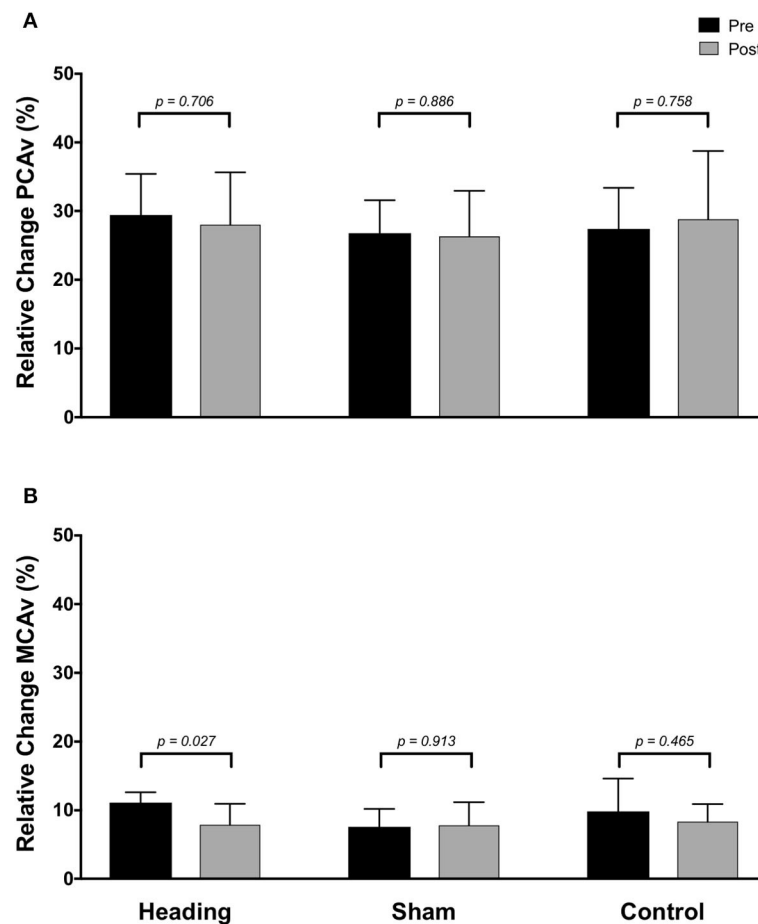 A
Pre
Post
Relative Change PCAv (%)
50
40
30
20
10
0
p = 0.706
p = 0.886
p = 0.758
B
Relative Change MCAv (%)
50
40
30
20
10
0
p = 0.027
p = 0.913
p = 0.465
Heading Sham Control